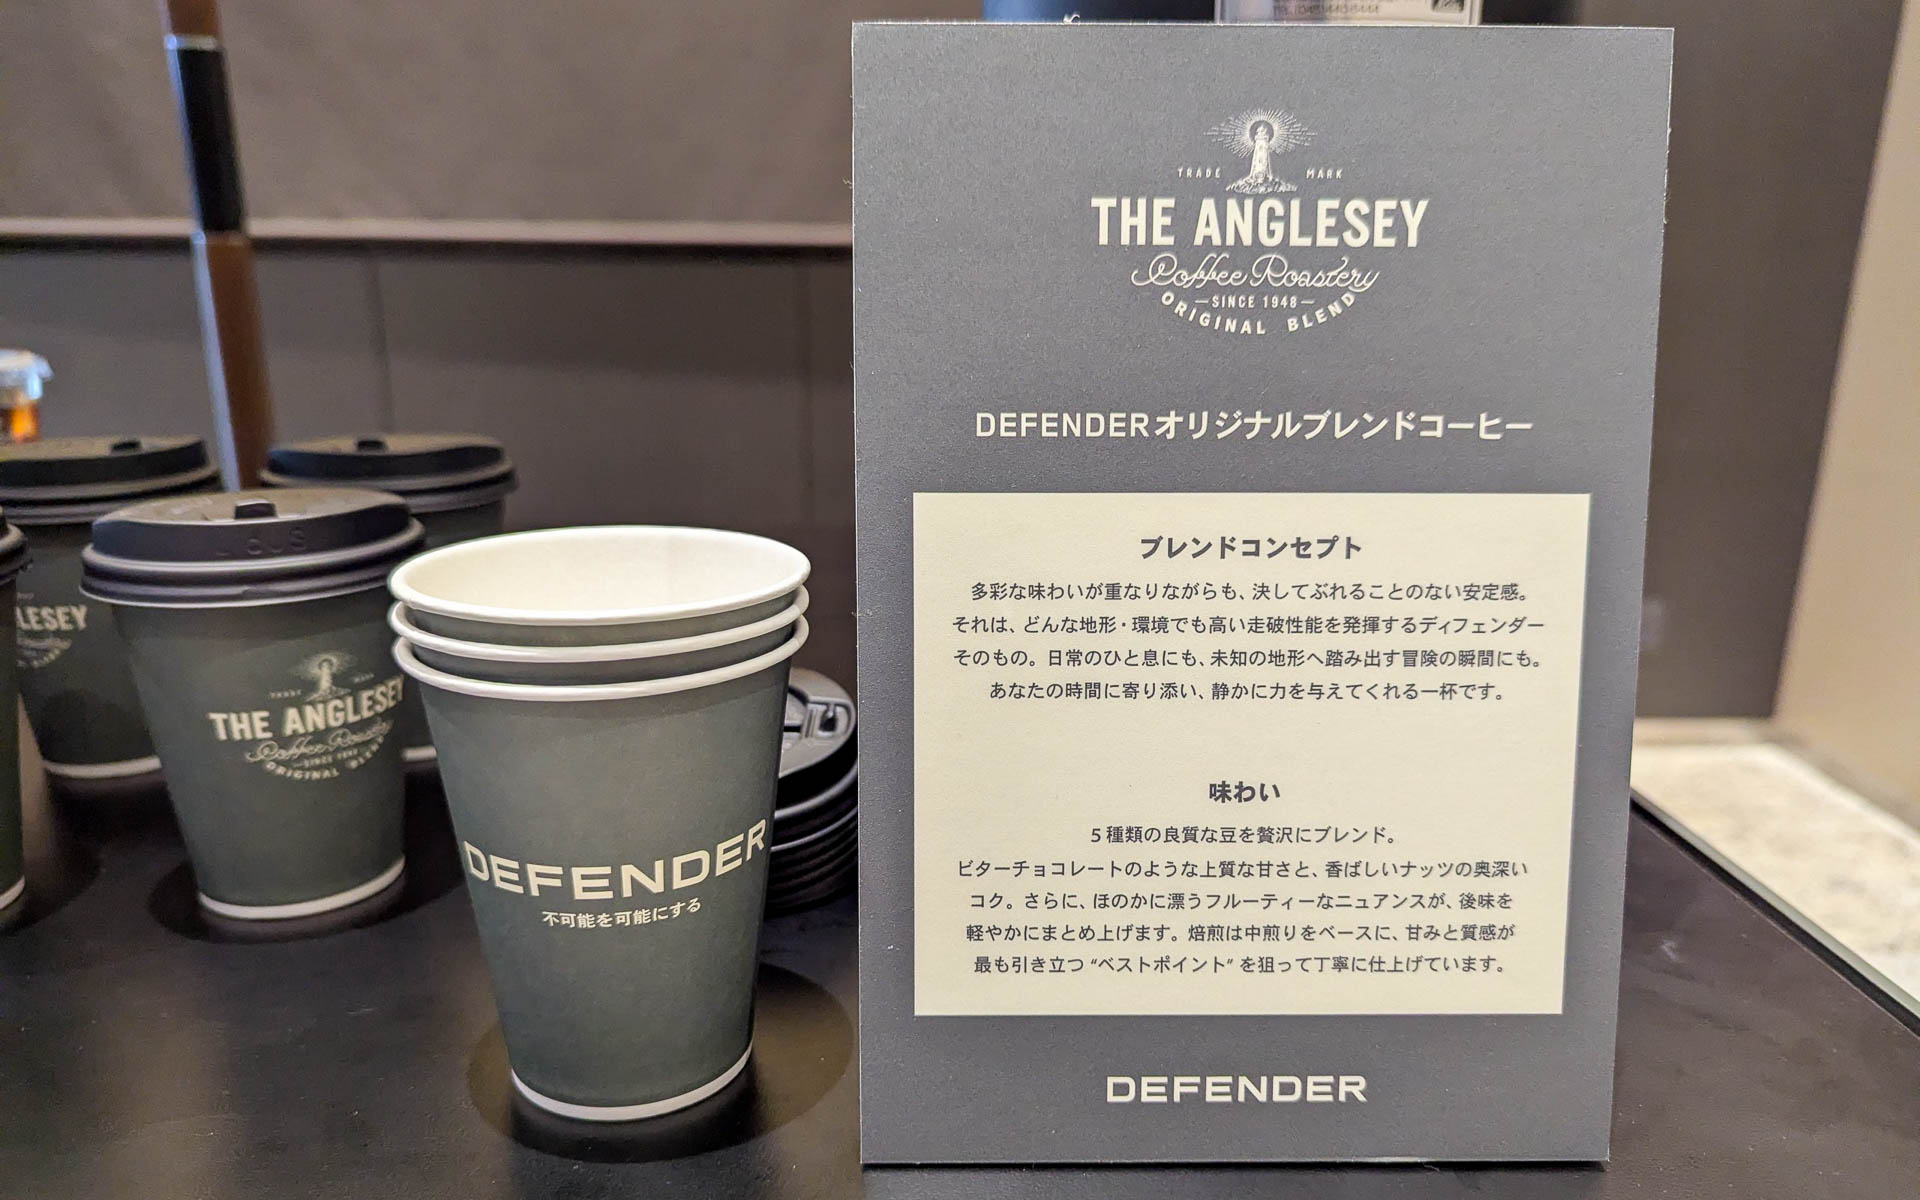 TRADE MARK
THE ANGLESEY
Coffee Roastery
SINCE 1948
ORIGINAL BLEND
DEFENDERオリジナルブレンドコーヒー
ブレンドコンセプト
多彩な味わいが重なりながらも、決してぶれることのない安定感。
それは、どんな地形・環境でも高い走破性能を発揮するディフェンダー
そのもの。日常のひと息にも、未知の地形へ踏み出す冒険の瞬間にも。
あなたの時間に寄り添い、静かに力を与えてくれる一杯です。
味わい
5種類の良質な豆を贅沢にブレンド。
ビターチョコレートのような上質な甘さと、香ばしいナッツの奥深い
コク。さらに、ほのかに漂うフルーティーなニュアンスが、後味を
軽やかにまとめ上げます。焙煎は中煎りをベースに、甘みと質感が
最も引き立つ“ベストポイント”を狙って丁寧に仕上げています。
DEFENDER
LESEY
TRADE MARK
THE ANGLESEY
Coffee Roastery
SINCE 1948
ORIGINAL BLEND
DEFENDER
不可能を可能にする